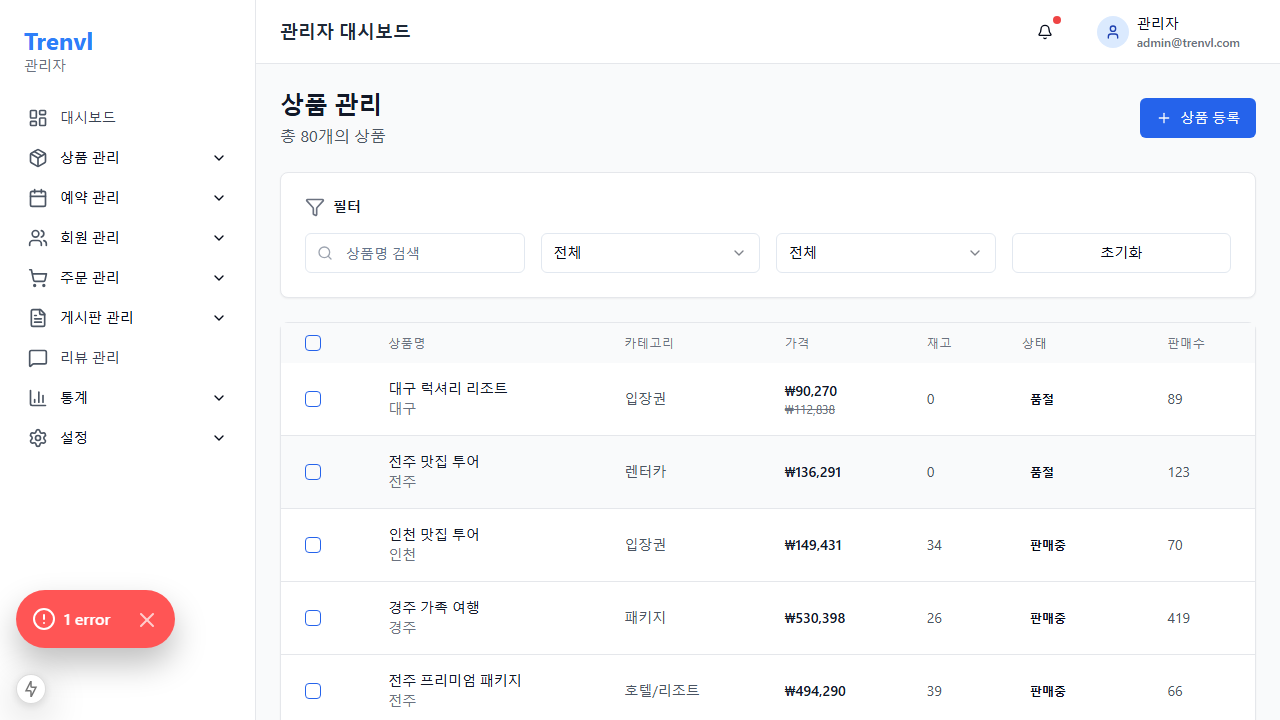 Trenvl
관리자
대시보드
상품 관리
예약 관리
회원 관리
주문 관리
게시판 관리
리뷰 관리
통계
설정
1 error
관리자 대시보드
관리자
admin@trenvl.com
상품 관리
총 80개의 상품
상품 등록
필터
상품명 검색
전체
전체
초기화
상품명 카테고리 가격 재고 상태 판매수
대구 럭셔리 리조트
대구
입장권
₩90,270
₩112,838
0
품절
89
전주 맛집 투어
전주
렌터카
₩136,291
0
품절
123
인천 맛집 투어
인천
입장권
₩149,431
34
판매중
70
경주 가족 여행
경주
패키지
₩530,398
26
판매중
419
전주 프리미엄 패키지
전주
호텔/리조트
₩494,290
39
판매중
66